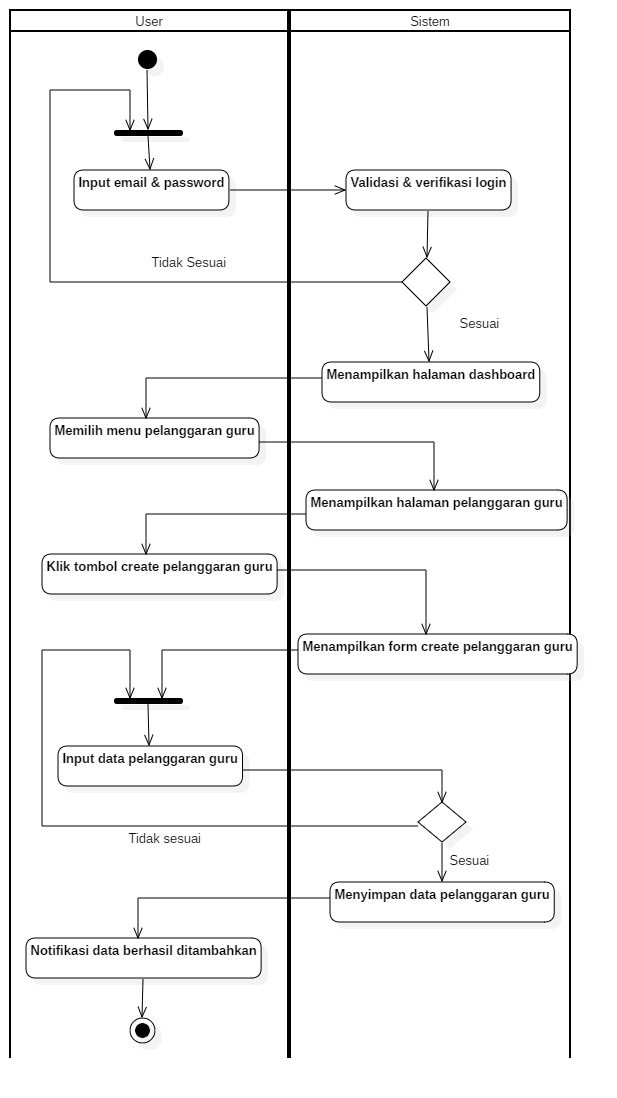 User
Sistem
Input email & password
Validasi & verifikasi login
Tidak Sesuai
Sesuai
Menampilkan halaman dashboard
Memilih menu pelanggaran guru
Menampilkan halaman pelanggaran guru
Klik tombol create pelanggaran guru
Menampilkan form create pelanggaran guru
Input data pelanggaran guru
Tidak sesuai
Sesuai
Menyimpan data pelanggaran guru
Notifikasi data berhasil ditambahkan